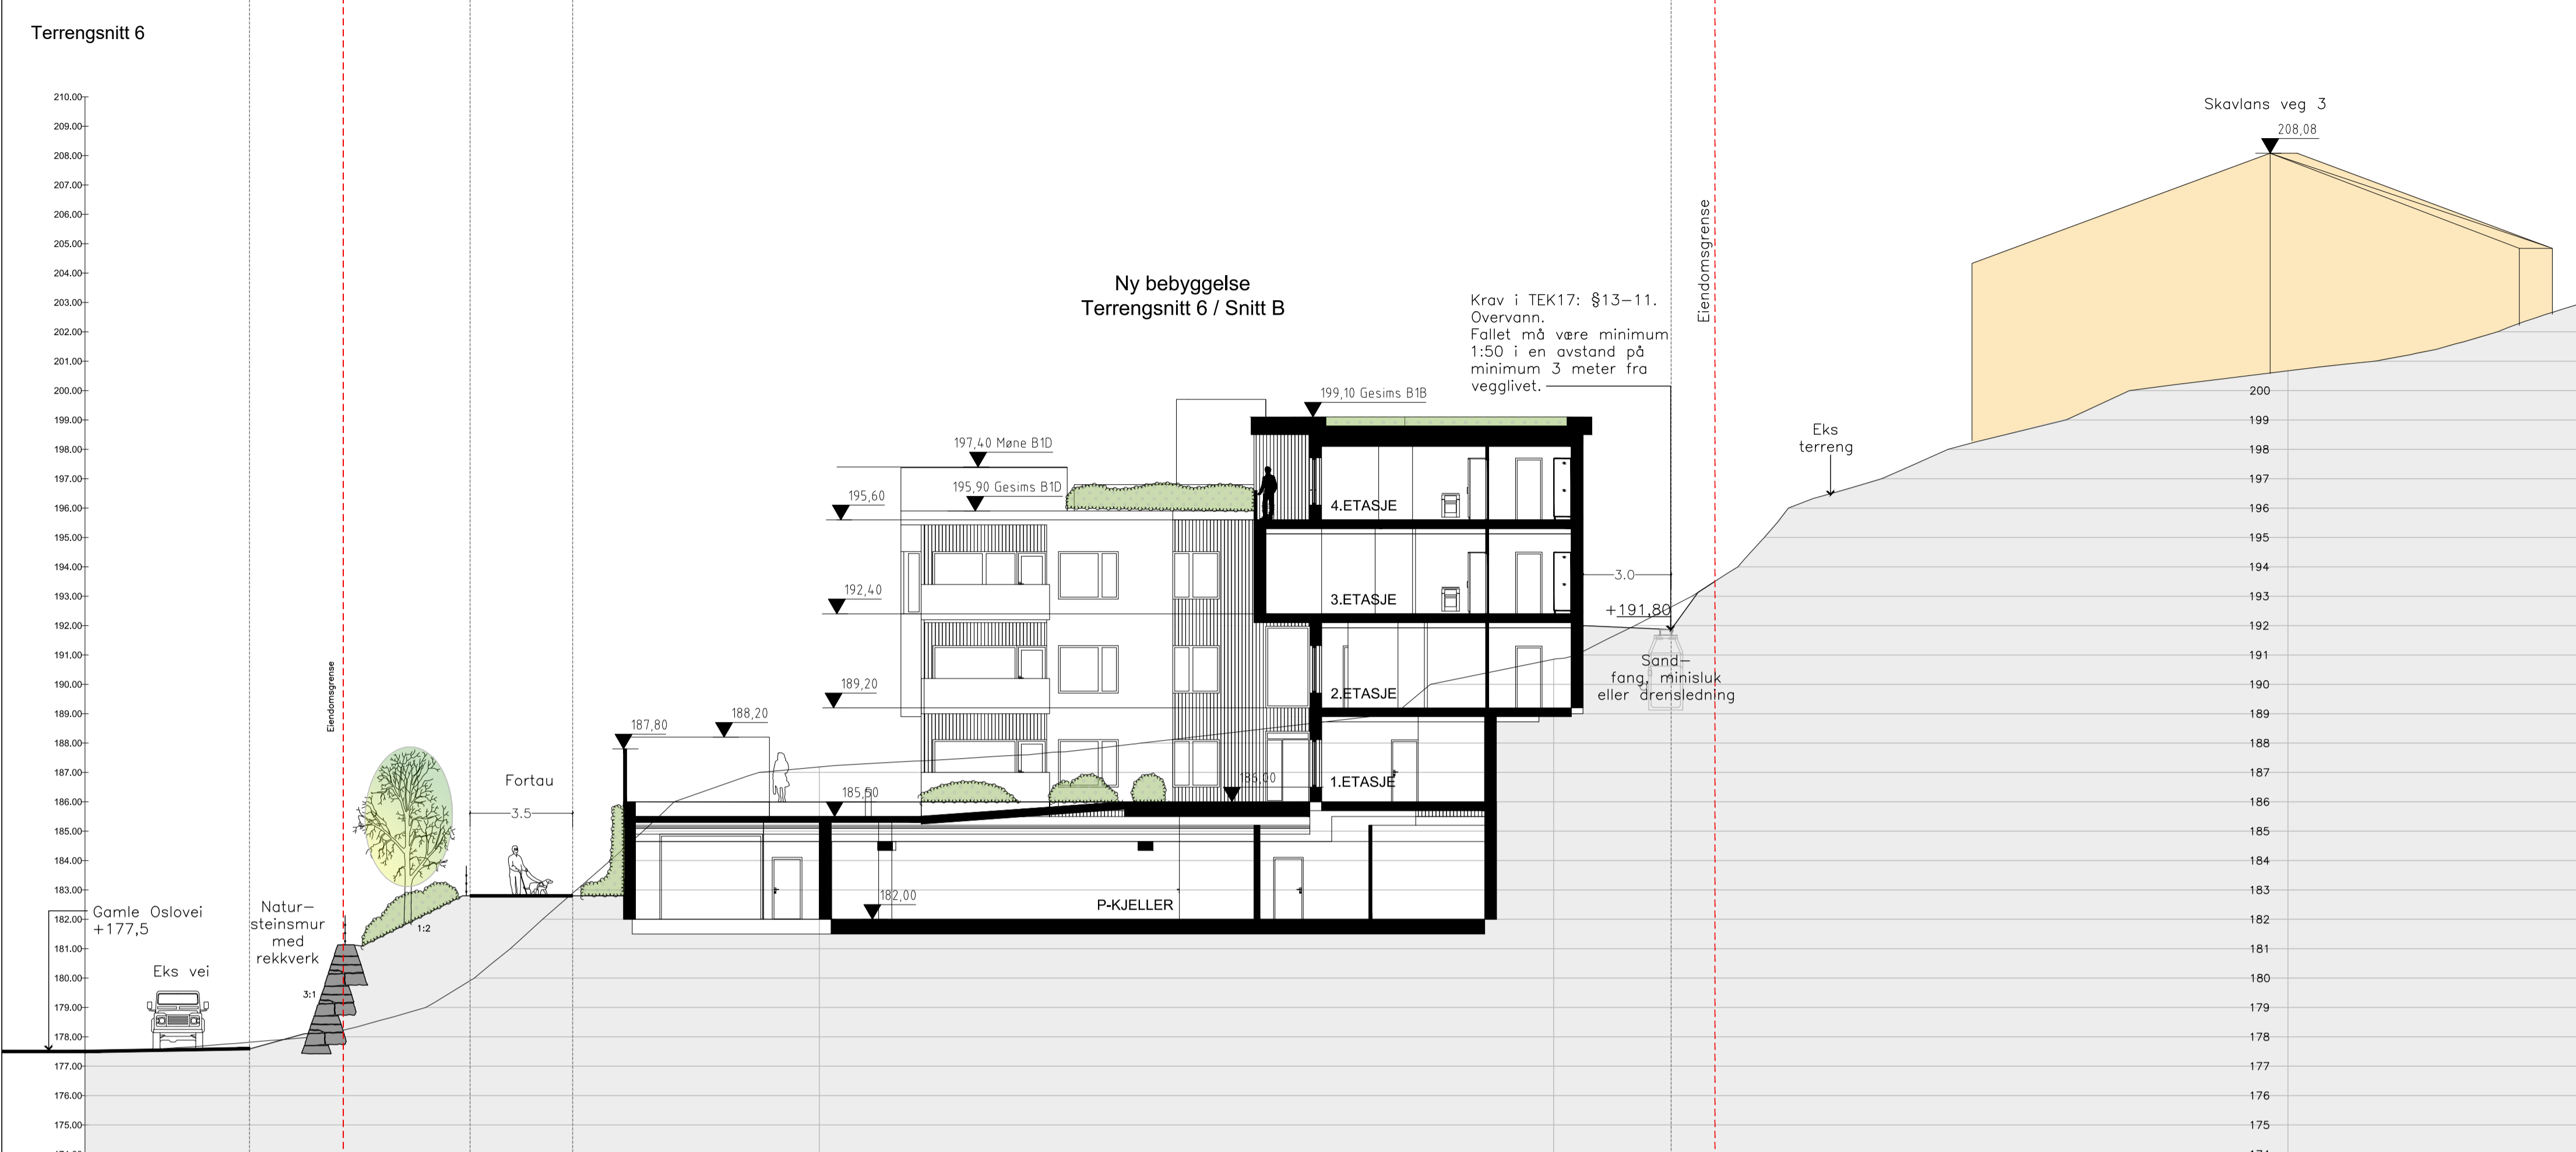 Terrengsnitt 6
210.00
209.00
208.00
207.00
206.00
205.00
204.00
203.00
202.00
201.00
200.00
199.00
198.00
197.00
196.00
195.00
194.00
193.00
192.00
191.00
190.00
189.00
188.00
187.00
186.00
185.00
184.00
183.00
182.00
181.00
180.00
179.00
178.00
177.00
176.00
175.00
Gamle Oslovei
+177,5
Eks vei
Natur-
steinsmur
med
rekkverk
3:1
Eiendomsgrense
1:2
Fortau
3.5
187,80
188,20
Ny bebyggelse
Terrengsnitt 6 / Snitt B
197,40 Møne B1D
195,90 Gesims B1D
195,60
192,40
189,20
185,50
186,00
182,00
P-KJELLER
199,10 Gesims B1B
4.ETASJE
3.ETASJE
2.ETASJE
1.ETASJE
Krav i TEK17: §13-11.
Overvann.
Fallet må være minimum
1:50 i en avstand på
minimum 3 meter fra
vegglivet.
3.0
+191,80
Sand-
fang, minisluk
eller drensledning
Eiendomsgrense
Eks
terreng
Skavlans veg 3
208,08
200
199
198
197
196
195
194
193
192
191
190
189
188
187
186
185
184
183
182
181
180
179
178
177
176
175